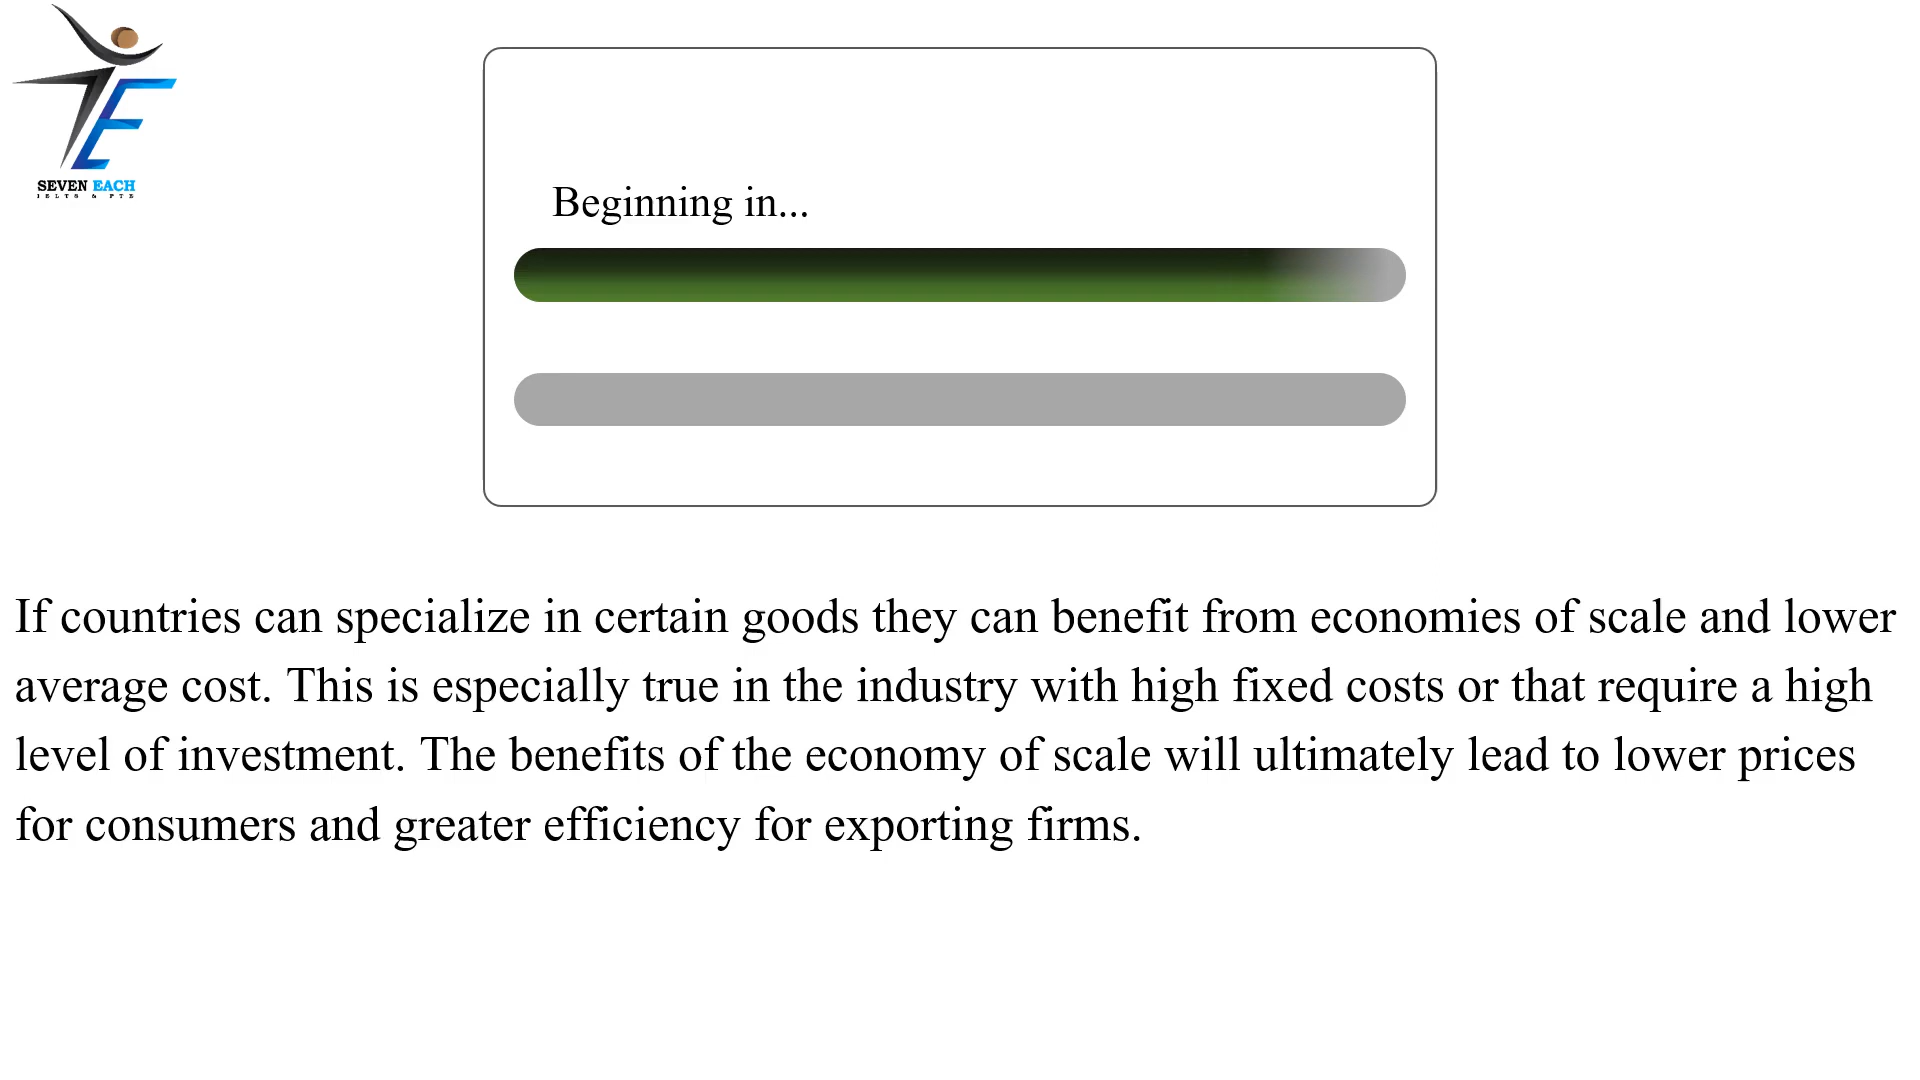 SEVEN EACH
IELTS & PTE
Beginning in...
If countries can specialize in certain goods they can benefit from economies of scale and lower
average cost. This is especially true in the industry with high fixed costs or that require a high
level of investment. The benefits of the economy of scale will ultimately lead to lower prices
for consumers and greater efficiency for exporting firms.